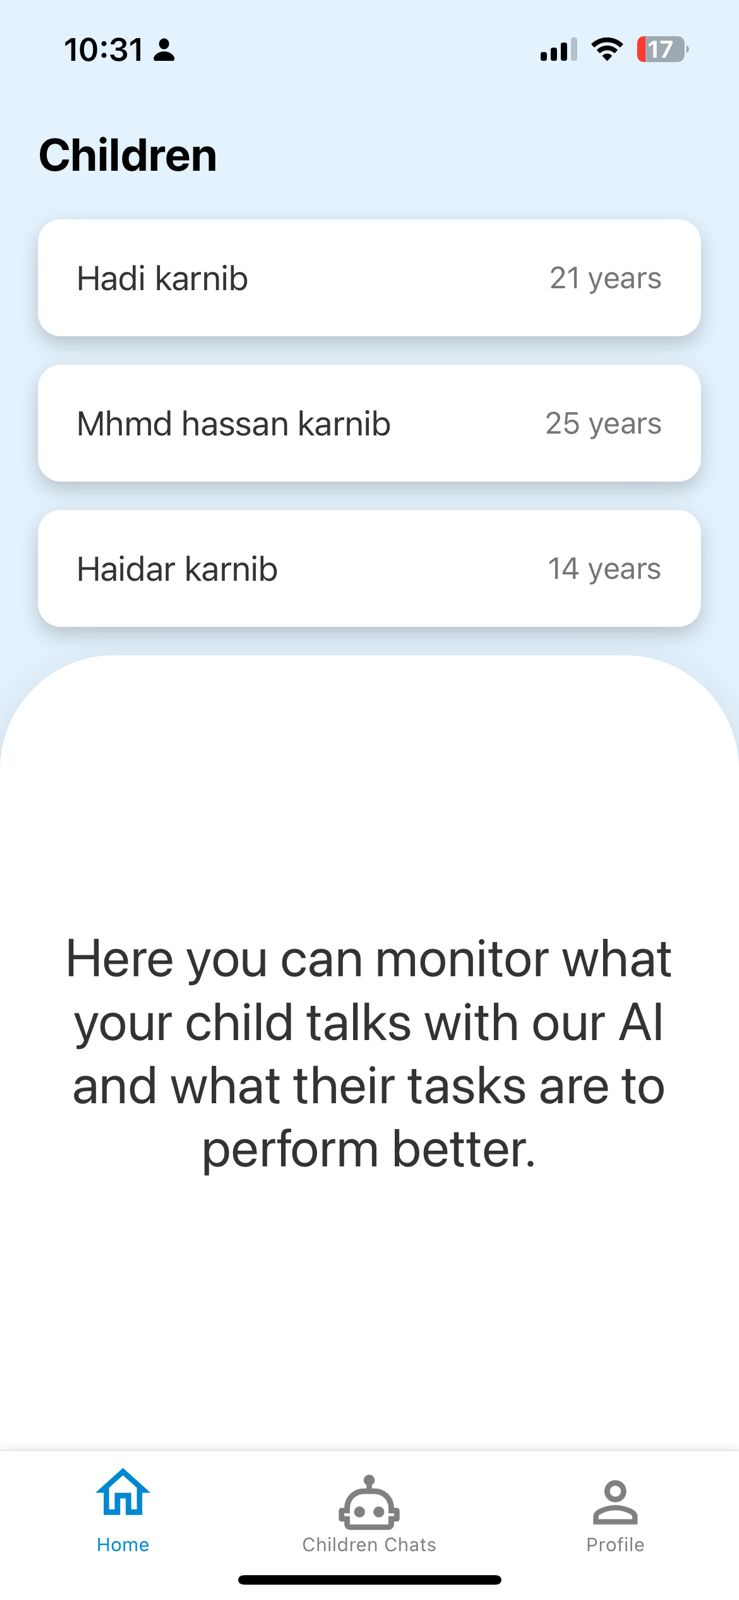 10:31
17
Children
Hadi karnib
21 years
Mhmd hassan karnib
25 years
Haidar karnib
14 years
Here you can monitor what
your child talks with our AI
and what their tasks are to
perform better.
Home
Children Chats
Profile